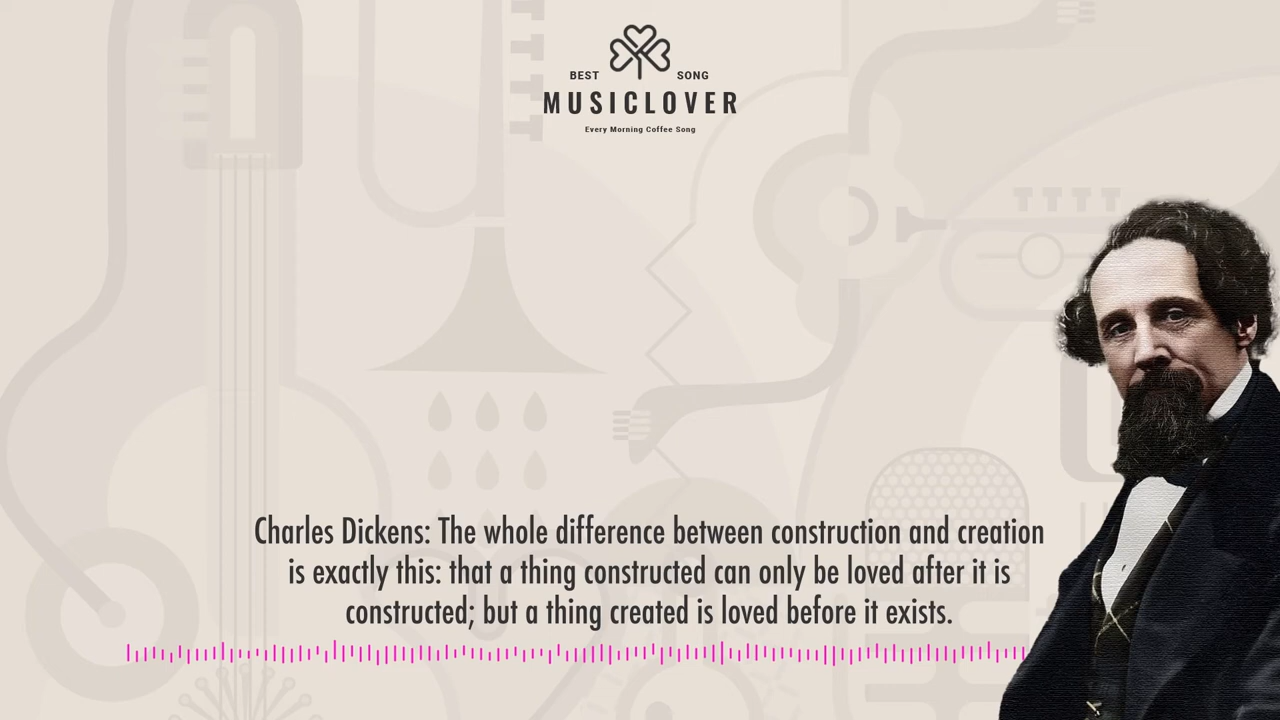 BEST SONG
MUSICLOVER
Every Morning Coffee Song
Charles Dickens: The whole difference between construction and creation
is exactly this: that a thing constructed can only be loved after it is
constructed; but a thing created is loved before it exists.